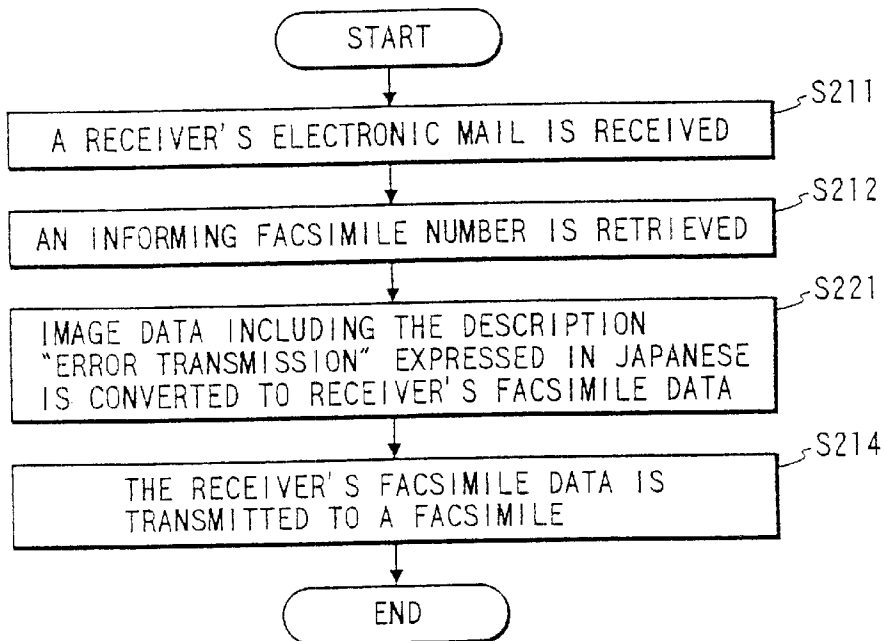 START
S211
A RECEIVER'S ELECTRONIC MAIL IS RECEIVED
S212
AN INFORMING FACSIMILE NUMBER IS RETRIEVED
S221
IMAGE DATA INCLUDING THE DESCRIPTION
"ERROR TRANSMISSION" EXPRESSED IN JAPANESE
IS CONVERTED TO RECEIVER'S FACSIMILE DATA
S214
THE RECEIVER'S FACSIMILE DATA IS
TRANSMITTED TO A FACSIMILE
END